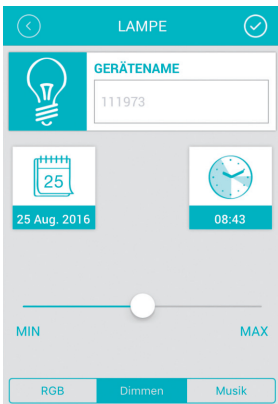 LAMPE
GERÄTENAME
111973
25
25 Aug. 2016
08:43
MIN
MAX
RGB
Dimmen
Musik